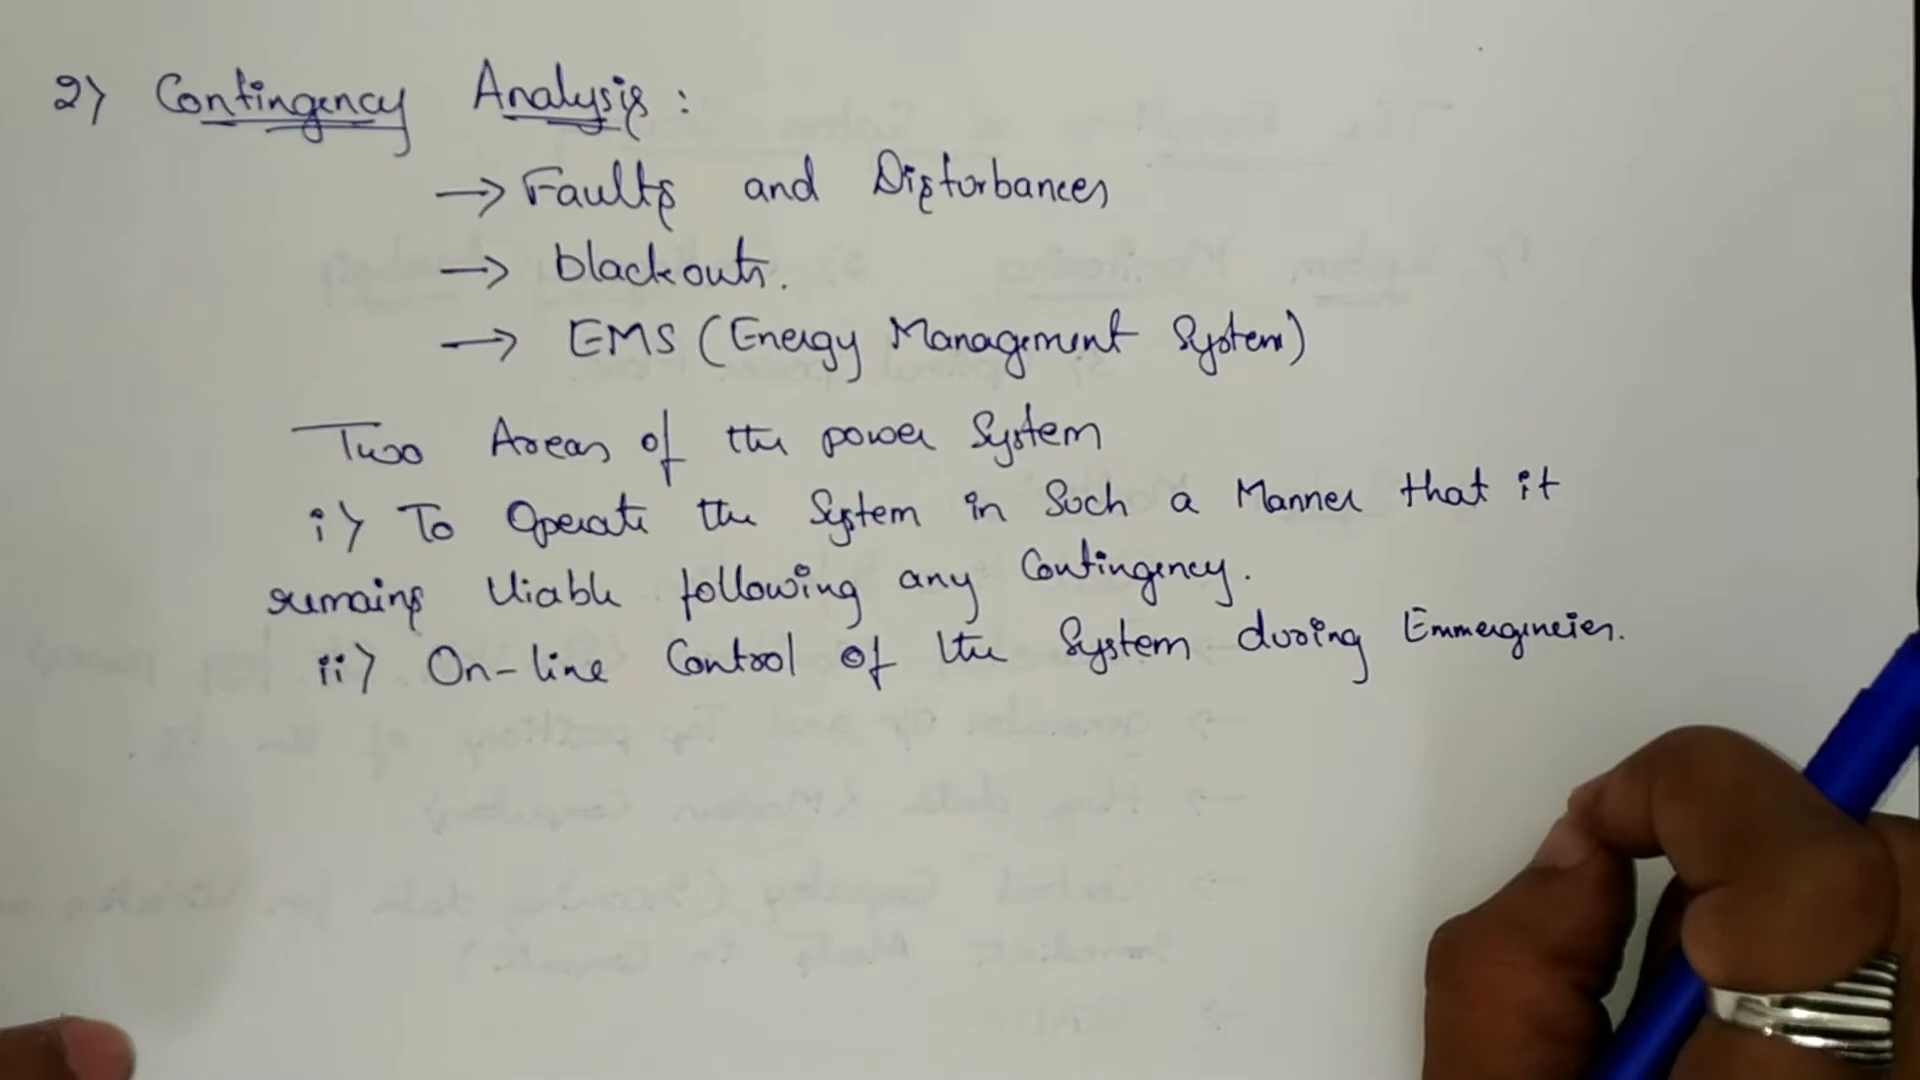 2) Contingency Analysis :
→ Faults and Disturbances
→ blackouts.
→ EMS (Energy Management System)
Two Areas of the power System
i) To Operate the System in Such a Manner that it
remains Viable following any Contingency.
ii) On-line Control of the System during Emmergencies.